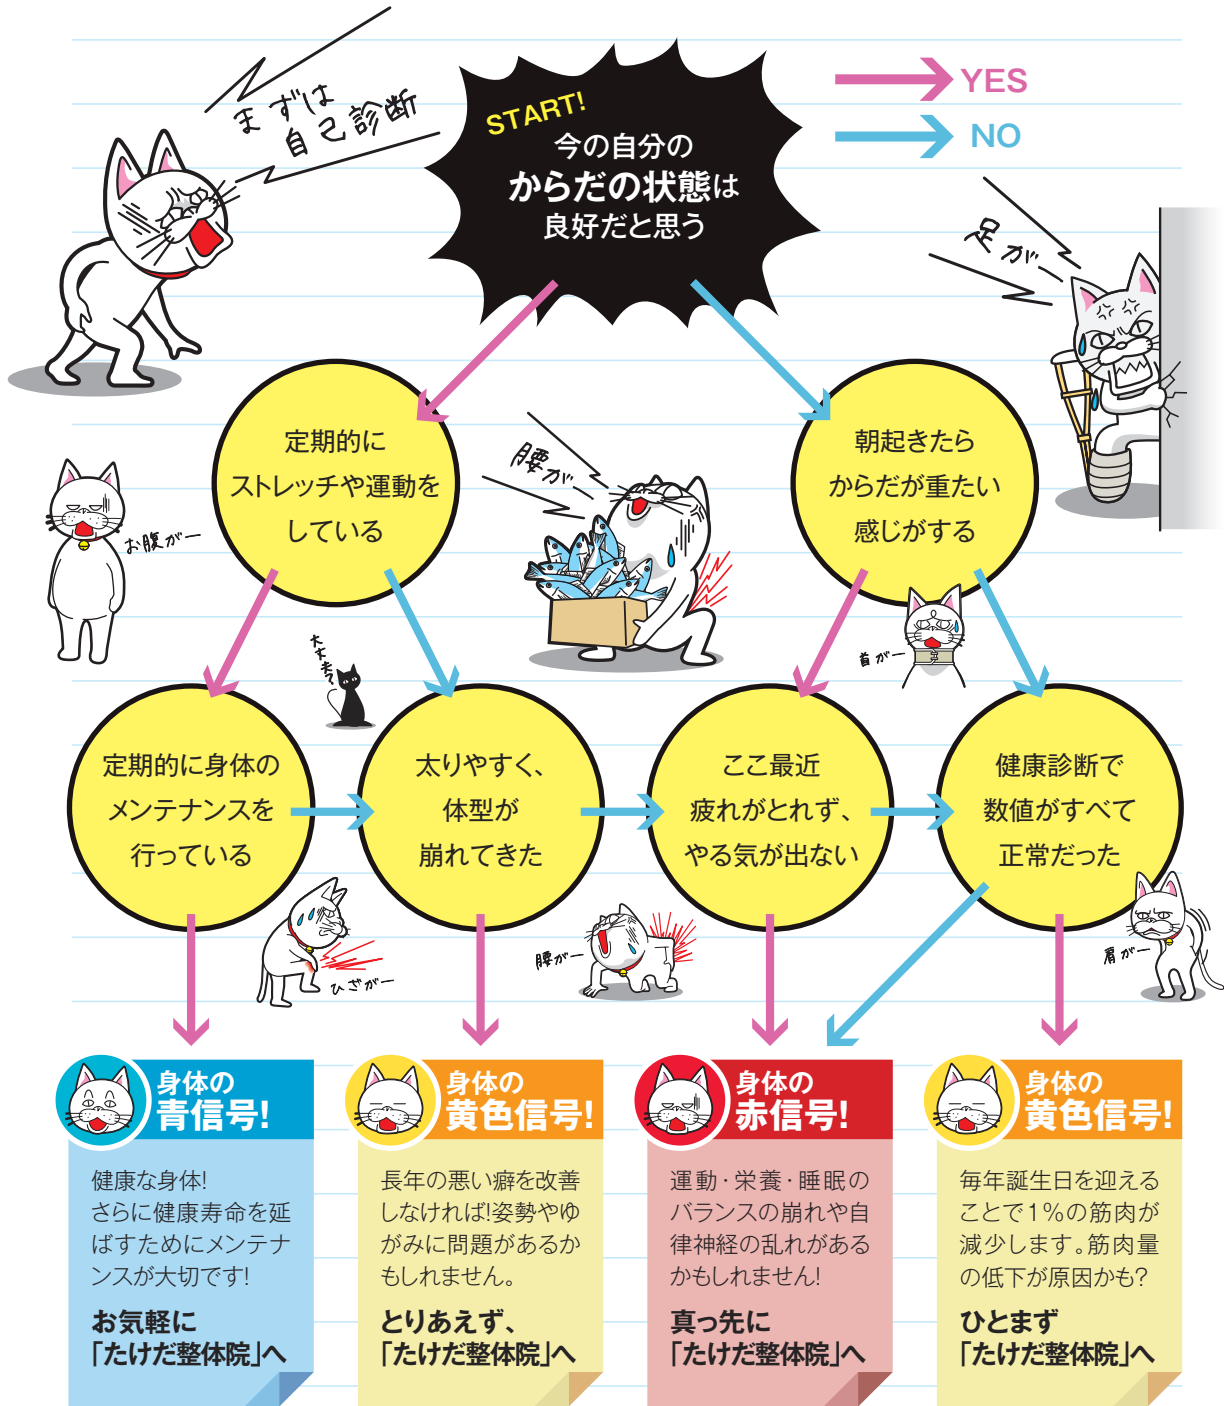 まずは
自己診断
START!
今の自分の
からだの状態は
良好だと思う
YES
NO
足がー
定期的に
ストレッチや運動を
している
腰がー
朝起きたら
からだが重たい
感じがする
お腹がー
大丈夫？
首がー
定期的に身体の
メンテナンスを
行っている
太りやすく、
体型が
崩れてきた
ここ最近
疲れがとれず、
やる気が出ない
健康診断で
数値がすべて
正常だった
ひざがー
腰がー
肩がー
身体の
青信号!
健康な身体!
さらに健康寿命を延
ばすためにメンテナ
ンスが大切です!
お気軽に
「たけだ整体院」へ
身体の
黄色信号!
長年の悪い癖を改善
しなければ!姿勢やゆ
がみに問題があるか
もしれません。
とりあえず、
「たけだ整体院」へ
身体の
赤信号!
運動・栄養・睡眠の
バランスの崩れや自
律神経の乱れがある
かもしれません!
真っ先に
「たけだ整体院」へ
身体の
黄色信号!
毎年誕生日を迎える
ことで1%の筋肉が
減少します。筋肉量
の低下が原因かも?
ひとまず
「たけだ整体院」へ